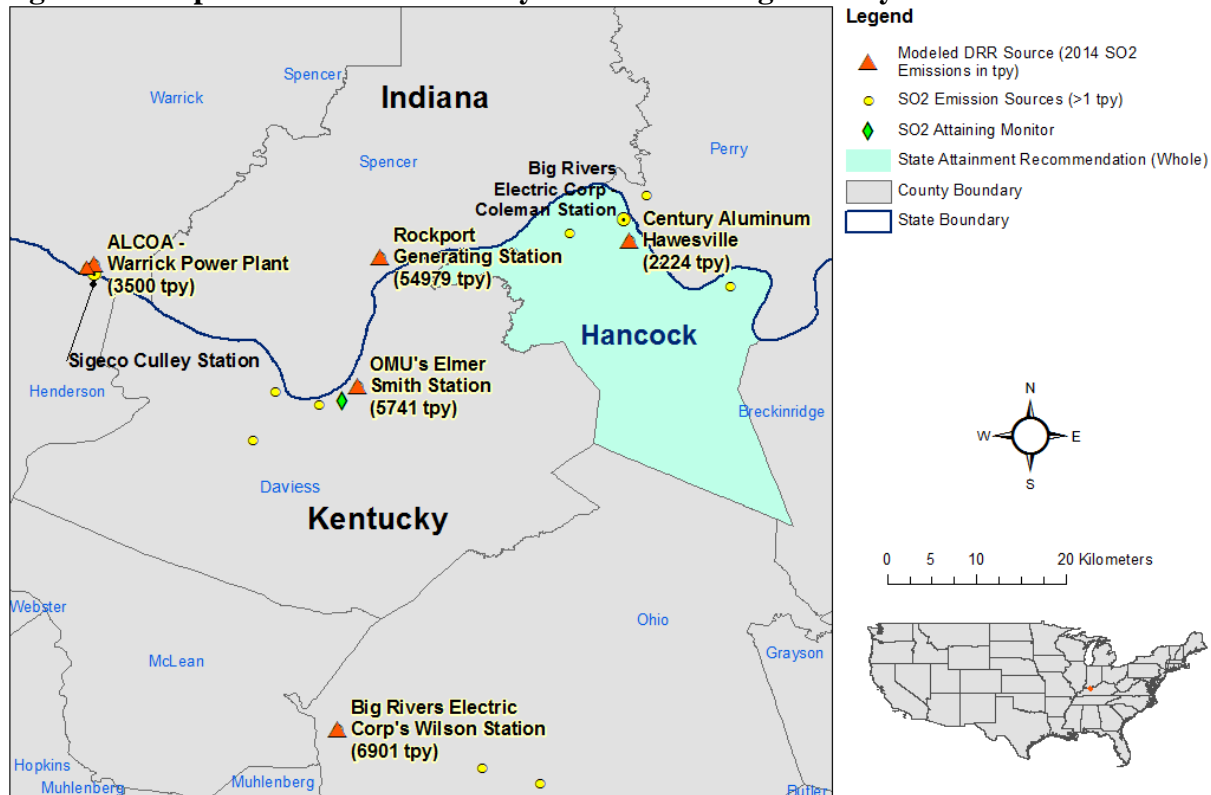 Legend
Modeled DRR Source (2014 SO2
Emissions in tpy)
SO2 Emission Sources (>1 tpy)
SO2 Attaining Monitor
State Attainment Recommendation (Whole)
County Boundary
State Boundary
Spencer
Warrick
Indiana
Spencer
Perry
Big Rivers
Electric Corp
Coleman Station
Century Aluminum
Hawesville
(2224 tpy)
Rockport
Generating Station
(54979 tpy)
ALCOA -
Warrick Power Plant
(3500 tpy)
Sigeco Culley Station
Hancock
OMU's Elmer
Smith Station
(5741 tpy)
Henderson
Breckinridge
Daviess
Kentucky
Webster
McLean
Ohio
Grayson
Big Rivers Electric
Corp's Wilson Station
(6901 tpy)
Hopkins
Muhlenberg
Muhlenberg
Butler
N
W
E
S
0 5 10 20 Kilometers